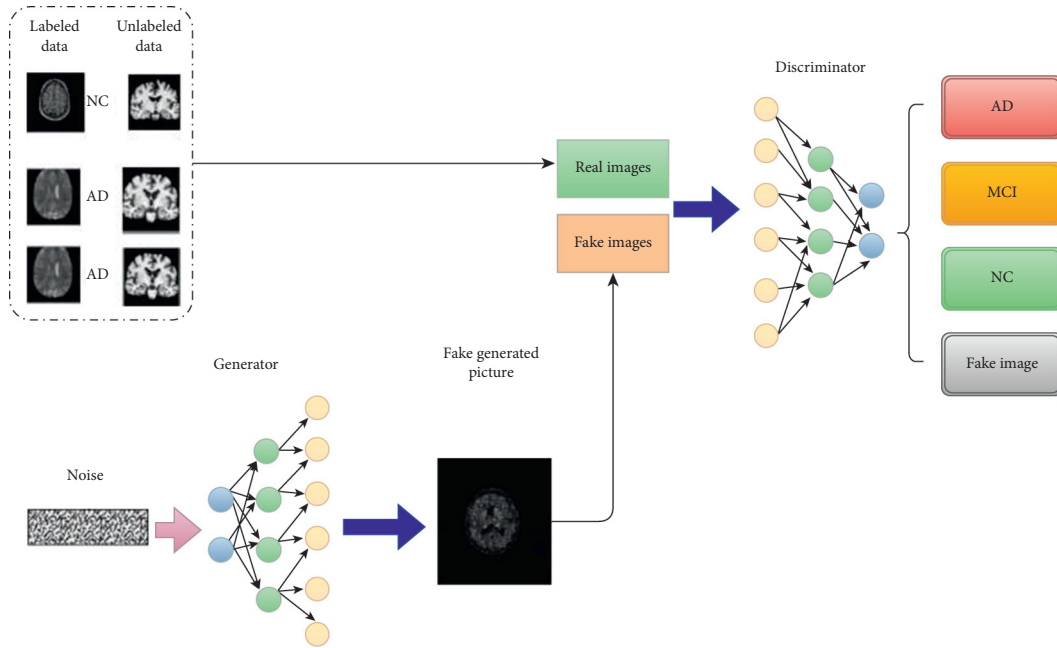 Labeled
data
Unlabeled
data
NC
AD
AD
Real images
Fake images
Discriminator
AD
MCI
NC
Fake image
Generator
Fake generated
picture
Noise